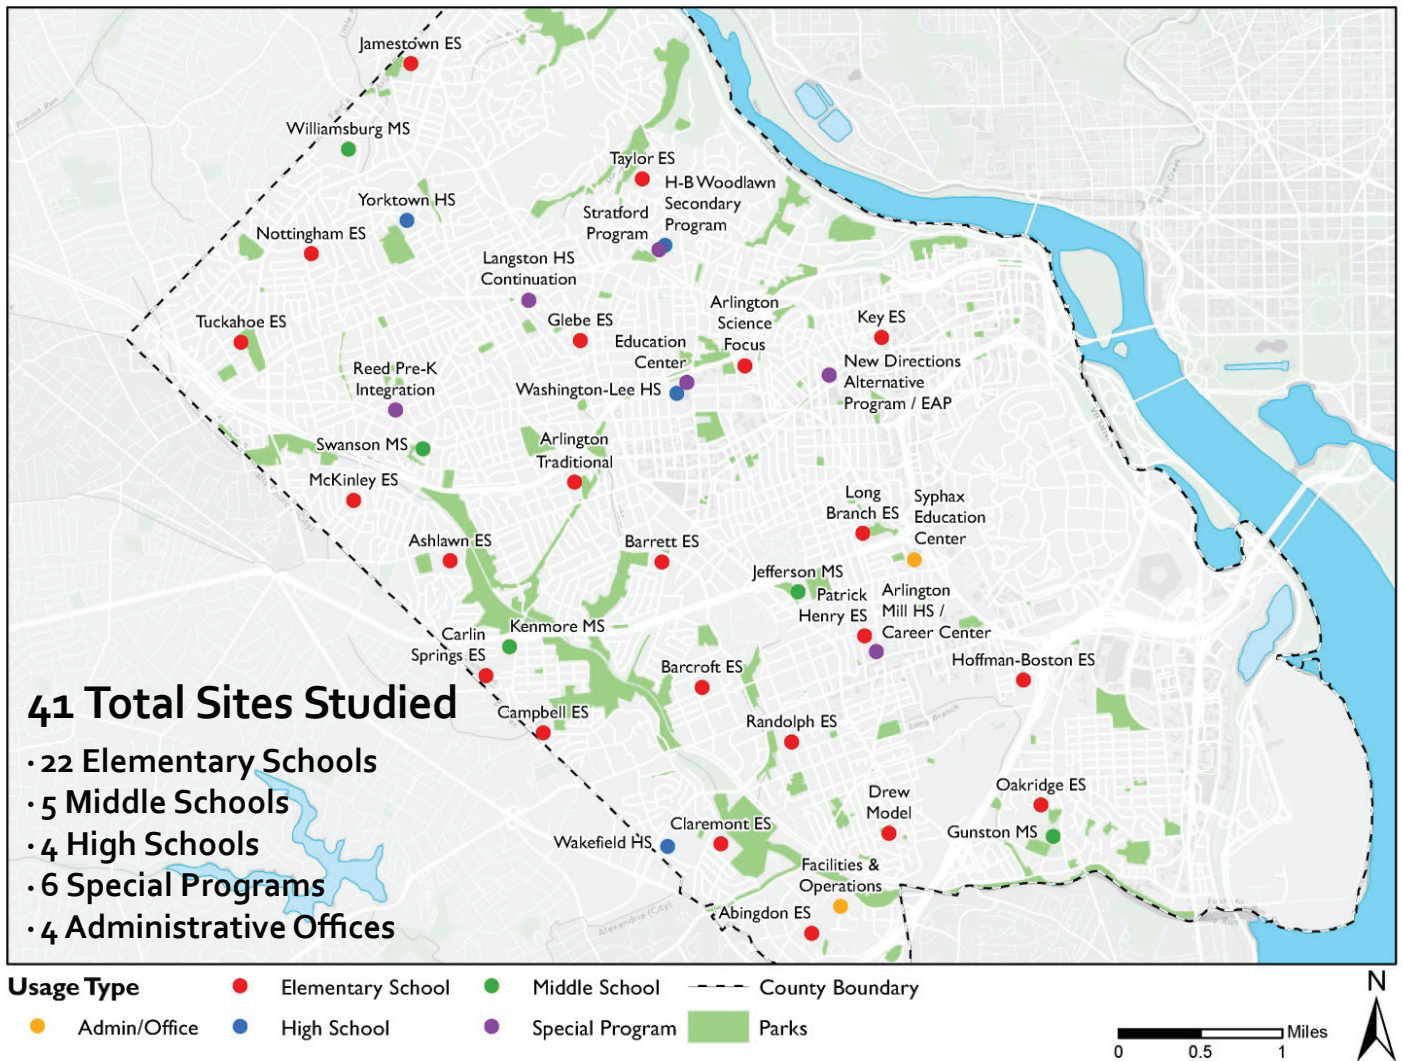 Jamestown ES
Williamsburg MS
Taylor ES
H-B Woodlawn
Secondary
Program
Yorktown HS
Stratford
Program
Nottingham ES
Langston HS
Continuation
Arlington
Science
Focus
Tuckahoe ES
Glebe ES
Key ES
Education
Center
Reed Pre-K
Integration
New Directions
Alternative
Program / EAP
Washington-Lee HS
Swanson MS
Arlington
Traditional
McKinley ES
Long
Branch ES
Syphax
Education
Center
Ashlawn ES
Barrett ES
Jefferson MS
Patrick
Henry ES
Arlington
Mill HS /
Career Center
Kenmore MS
Carlin
Springs ES
Barcroft ES
Hoffman-Boston ES
Campbell ES
Randolph ES
Long Branch
Oakridge ES
Drew
Model
Gunston MS
Claremont ES
Wakefield HS
Facilities &
Operations
Abingdon ES
Alexandria (City)
Pimmit Run
41 Total Sites Studied
· 22 Elementary Schools
· 5 Middle Schools
· 4 High Schools
· 6 Special Programs
· 4 Administrative Offices
Usage Type
Elementary School
Middle School
County Boundary
Admin/Office
High School
Special Program
Parks
Miles
0 0.5 1
N